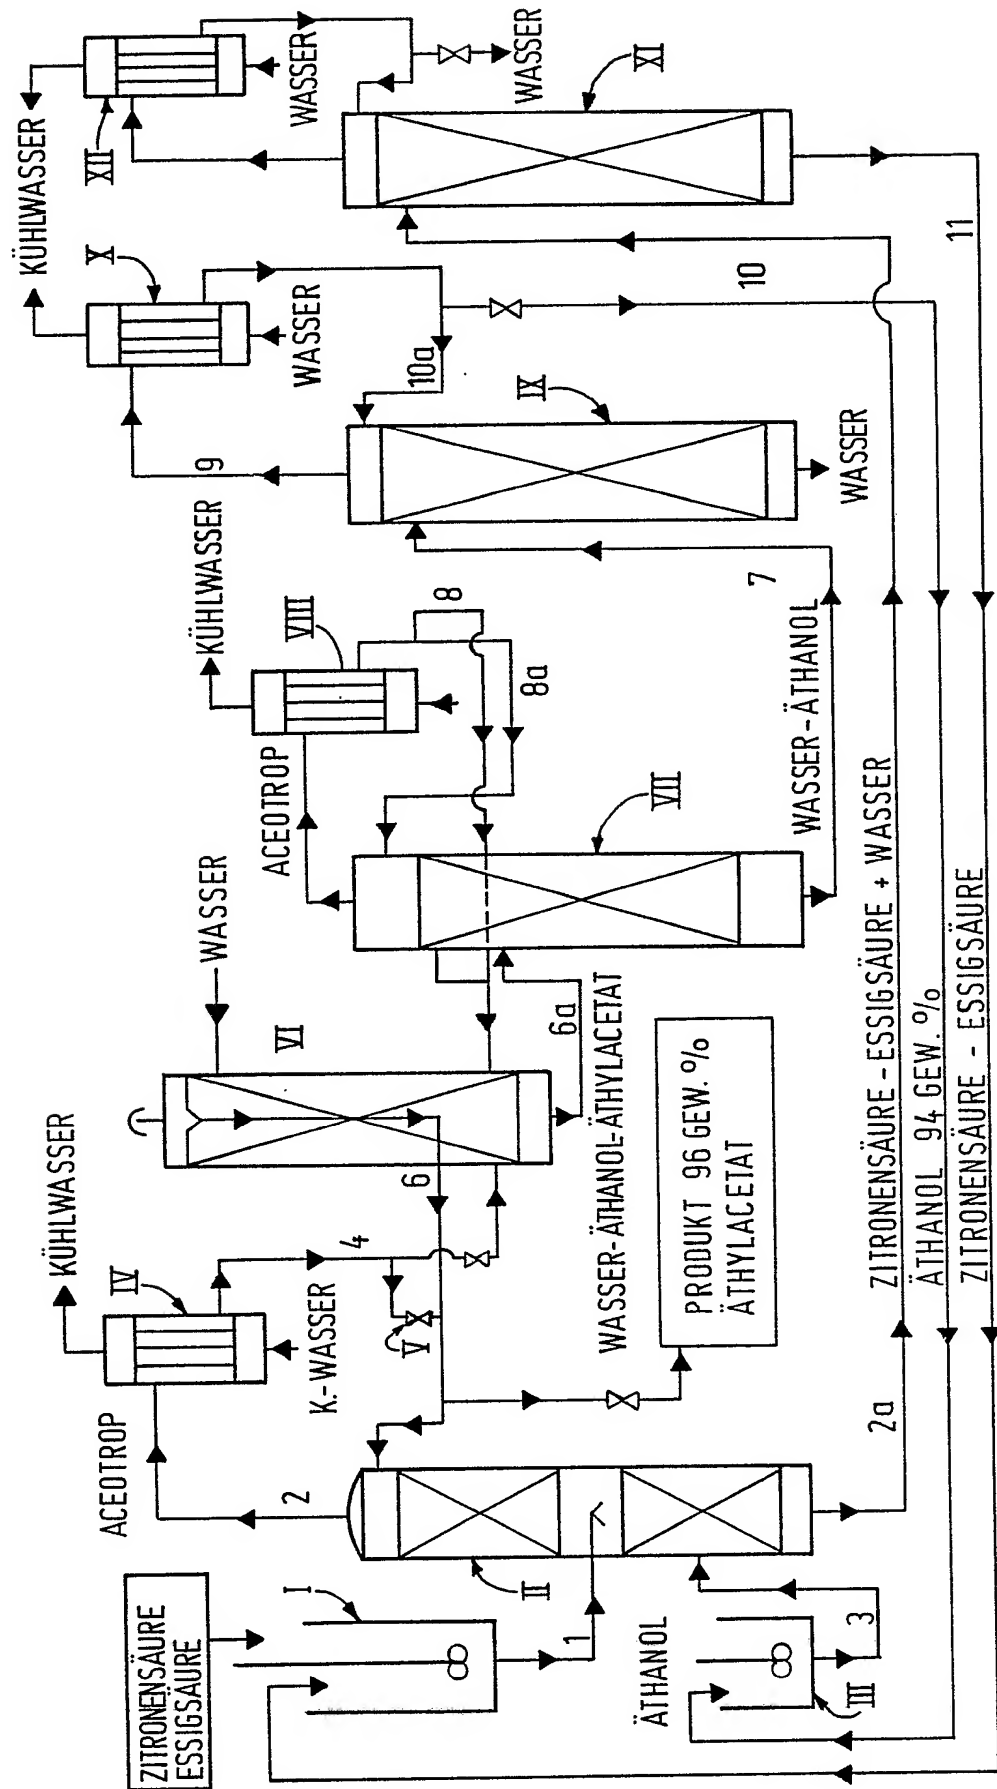 ZITRONENSÄURE
ESSIGSÄURE
I
1
ÄTHANOL
III
3
ACEOTROP
2
II
2a
KÜHLWASSER
IV
K.-WASSER
4
V
6
VI
WASSER
WASSER-ÄTHANOL-ÄTHYLACETAT
6a
PRODUKT 96 GEW. %
ÄTHYLACETAT
ACEOTROP
KÜHLWASSER
VIII
8
8a
VII
WASSER-ÄTHANOL
7
9
KÜHLWASSER
X
WASSER
10a
IX
WASSER
10
XII
WASSER
WASSER
XI
11
ZITRONENSÄURE-ESSIGSÄURE + WASSER
ÄTHANOL 94 GEW. %
ZITRONENSÄURE - ESSIGSÄURE